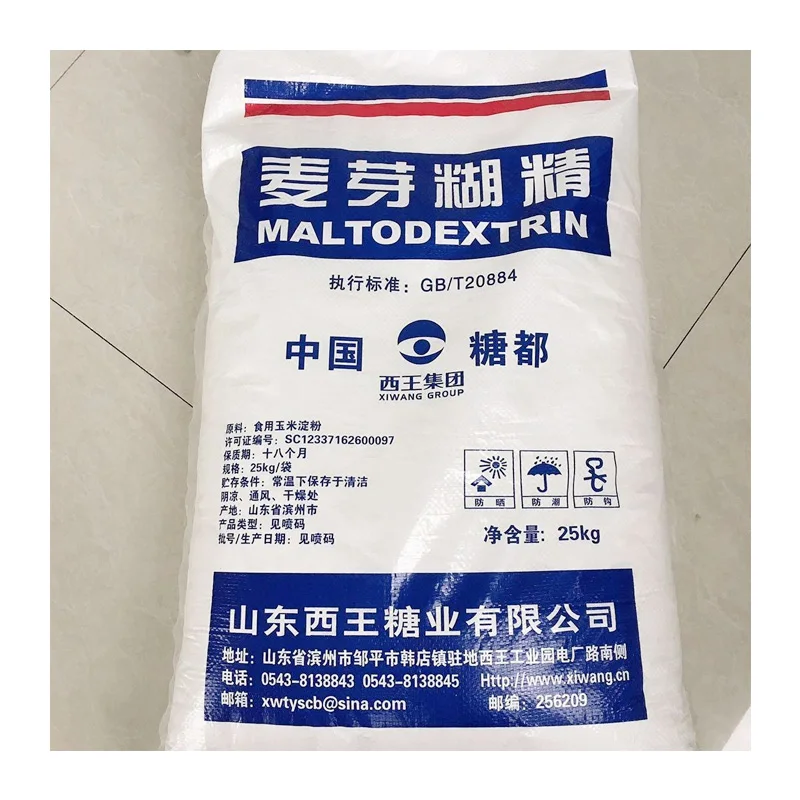 麦芽糊精
MALTODEXTRIN
执行标准：GB/T20884
中国 糖都
西王集团
XIWANG GROUP
原料：食用玉米淀粉
许可证编号：SC12337162600097
保质期：十八个月
规格：25kg/袋
贮存条件：常温下保存于清洁
阴凉、通风、干燥处
产地：山东省滨州市
产品类型：见喷码
批号/生产日期：见喷码
防晒 防潮 防钩
净含量：25kg
山东西王糖业有限公司
地址：山东省滨州市邹平市韩店镇驻地西王工业园电厂路南侧
电话：0543-8138843 0543-8138845 Http://www.xiwang.cn
邮箱：xwtyscb@sina.com 邮编：256209